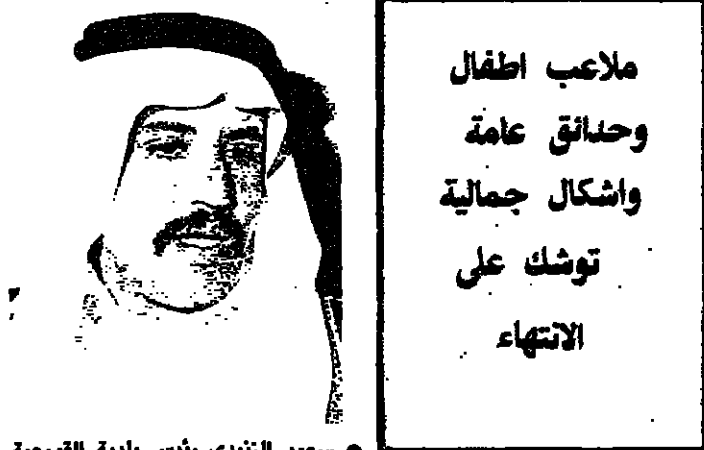 ملاعب اطفال
وحدائق عامة
واشكال جمالية
توشك على
الانتهاء